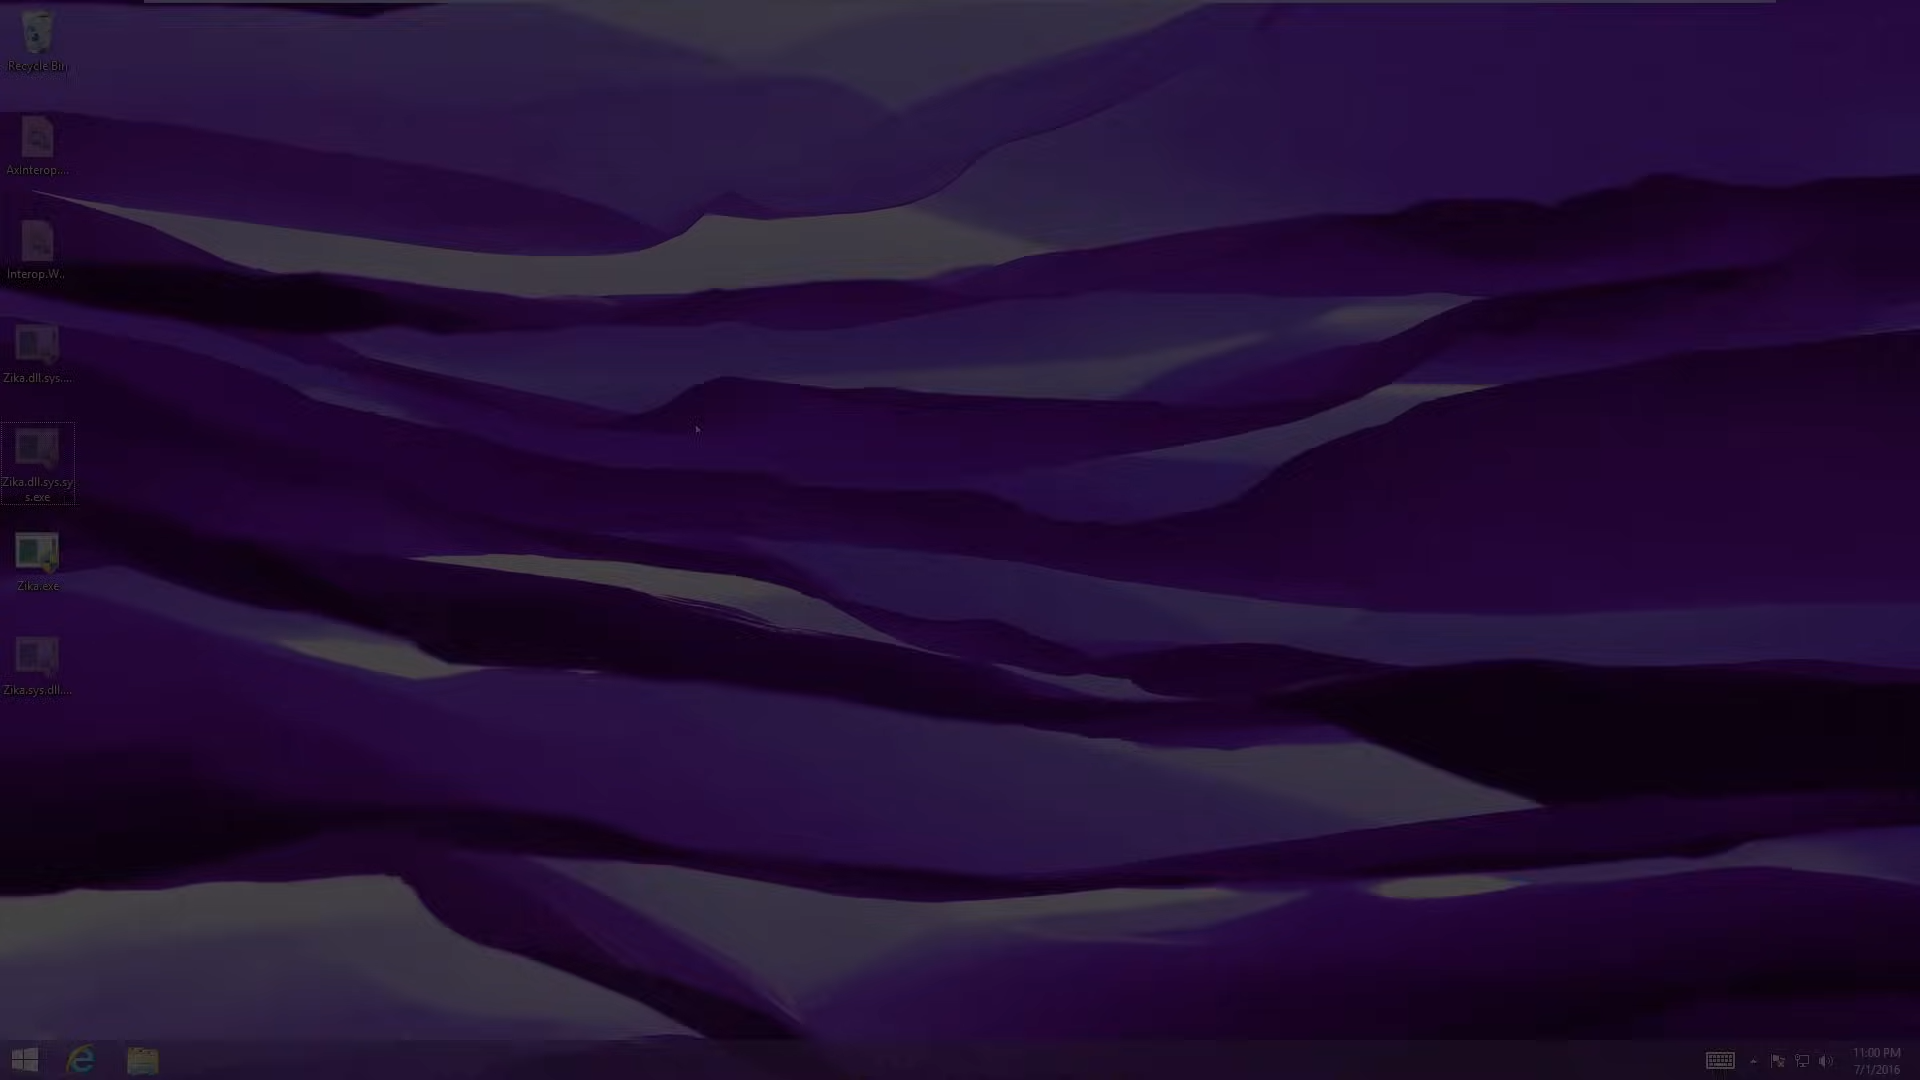 Recycle Bin
AxInterop....
Interop.W..
Zika.dll.sys....
Zika.dll.sys.sy
s.exe
Zika.exe
Zika.sys.dll....
11:00 PM
7/1/2016